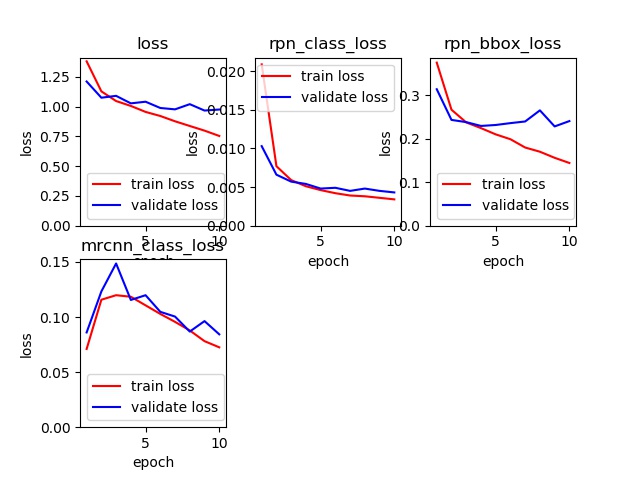 loss
1.25
1.00
0.75
0.50
0.25
0.00
loss
train loss
validate loss
5
10
rpn_class_loss
0.020
0.015
0.010
0.005
0.000
loss
train loss
validate loss
5
10
epoch
rpn_bbox_loss
0.3
0.2
0.1
0.0
train loss
validate loss
5
10
epoch
mrcnn_class_loss
0.15
0.10
0.05
0.00
loss
train loss
validate loss
5
10
epoch